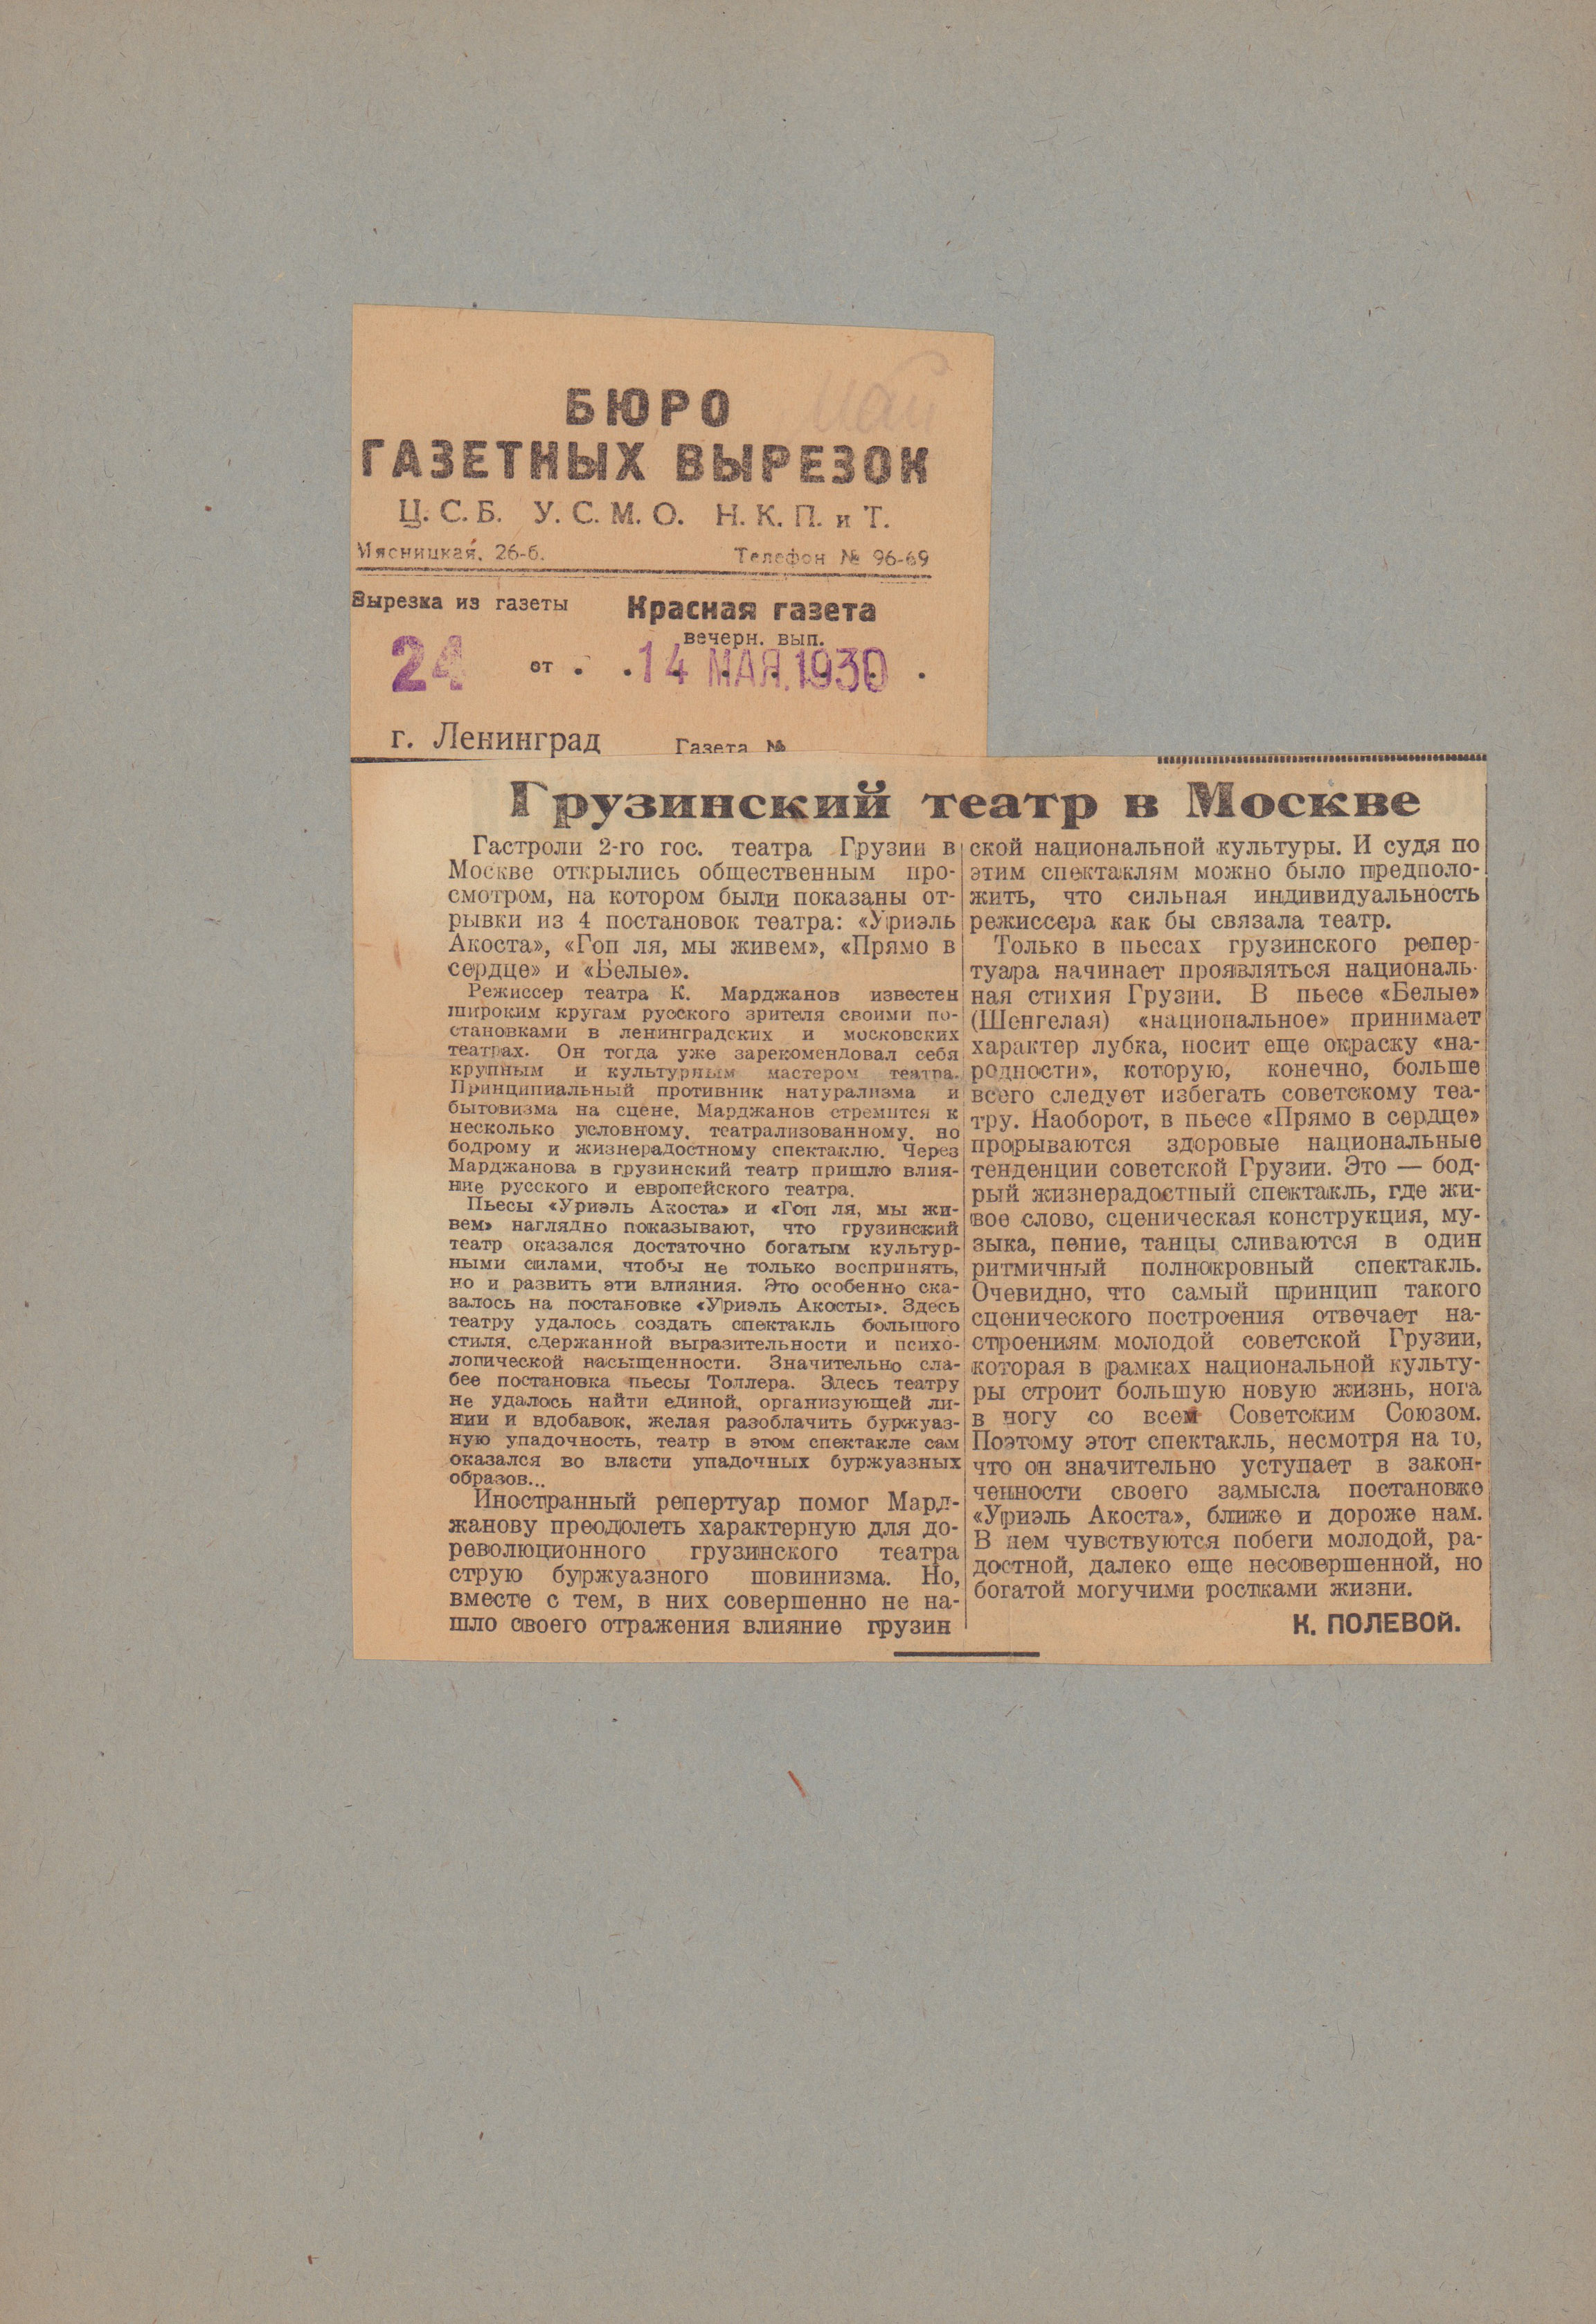 май
БЮРО
ГАЗЕТНЫХ ВЫРЕЗОК
Ц. С. Б. У. С. М. О. Н. К. П. и Т.
Мясницкая, 26-б. Телефон № 96-69
Вырезка из газеты Красная газета
вечерн. вып.
24 от 14 МАЯ 1930
г. Ленинград Газета №
Грузинский театр в Москве
Гастроли 2-го гос. театра Грузии в
Москве открылись общественным про-
смотром, на котором были показаны от-
рывки из 4 постановок театра: «Уриэль
Акоста», «Гоп ля, мы живем», «Прямо в
сердце» и «Белые».
Режиссер театра К. Марджанов известен
широким кругам русского зрителя своими по-
становками в ленинградских и московских
театрах. Он тогда уже зарекомендовал себя
крупным и культурным мастером театра.
Принципиальный противник натурализма и
бытовизма на сцене, Марджанов стремится к
несколько условному, театрализованному, но
бодрому и жизнерадостному спектаклю. Через
Марджанова в грузинский театр пришло влия-
ние русского и европейского театра.
Пьесы «Уриэль Акоста» и «Гоп ля, мы жи-
вем» наглядно показывают, что грузинский
театр оказался достаточно богатым культур-
ными силами, чтобы не только воспринять,
но и развить эти влияния. Это особенно ска-
залось на постановке «Уриэль Акосты». Здесь
театру удалось создать спектакль большого
стиля, сдержанной выразительности и психо-
логической насыщенности. Значительно сла-
бее постановка пьесы Толлера. Здесь театру
не удалось найти единой, организующей ли-
нии и вдобавок, желая разоблачить буржуаз-
ную упадочность, театр в этом спектакле сам
оказался во власти упадочных буржуазных
образов...
Иностранный репертуар помог Мард-
жанову преодолеть характерную для до-
революционного грузинского театра
струю буржуазного шовинизма. Но,
вместе с тем, в них совершенно не на-
шло своего отражения влияние грузин
ской национальной культуры. И судя по
этим спектаклям можно было предполо-
жить, что сильная индивидуальность
режиссера как бы связала театр.
Только в пьесах грузинского репер-
туара начинает проявляться националь-
ная стихия Грузии. В пьесе «Белые»
(Шенгелая) «национальное» принимает
характер лубка, носит еще окраску «на-
родности», которую, конечно, больше
всего следует избегать советскому теа-
тру. Наоборот, в пьесе «Прямо в сердце»
прорываются здоровые национальные
тенденции советской Грузии. Это — бод-
рый жизнерадостный спектакль, где жи-
вое слово, сценическая конструкция, му-
зыка, пение, танцы сливаются в один
ритмичный полнокровный спектакль.
Очевидно, что самый принцип такого
сценического построения отвечает на-
строениям молодой советской Грузии,
которая в рамках национальной культу-
ры строит большую новую жизнь, нога
в ногу со всем Советским Союзом.
Поэтому этот спектакль, несмотря на то,
что он значительно уступает в закон-
ченности своего замысла постановке
«Уриэль Акоста», ближе и дороже нам.
В нем чувствуются побеги молодой, ра-
достной, далеко еще несовершенной, но
богатой могучими ростками жизни.
К. ПОЛЕВОЙ.